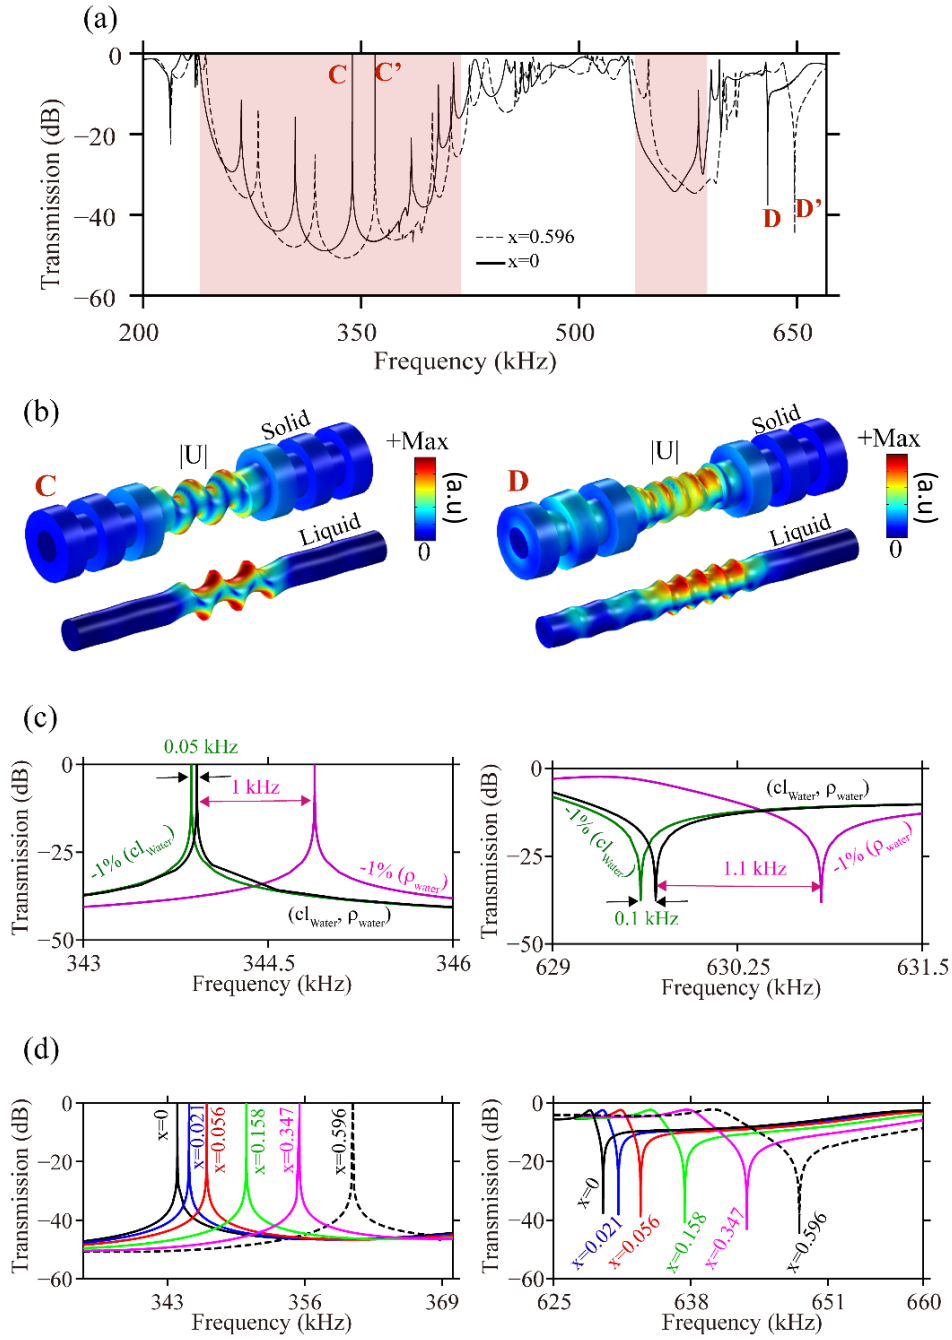 (a)
Transmission (dB)
0
−20
−40
−60
C
C’
D
D’
x=0.596
x=0
200
350
500
650
Frequency (kHz)
(b)
C
|U|
Solid
Liquid
+Max
(a.u)
0
D
|U|
Solid
Liquid
+Max
(a.u)
0
(c)
Transmission (dB)
0
−25
−50
0.05 kHz
1 kHz
-1% (cl_Water)
-1% (ρ_water)
(cl_Water, ρ_water)
343
344.5
346
Frequency (kHz)
Transmission (dB)
0
−25
−50
(cl_Water, ρ_water)
-1% (cl_Water)
1.1 kHz
-1% (ρ_water)
0.1 kHz
629
630.25
631.5
Frequency (kHz)
(d)
Transmission (dB)
0
−20
−40
−60
x=0
x=0.021
x=0.056
x=0.158
x=0.347
x=0.596
343
356
369
Frequency (kHz)
Transmission (dB)
0
−20
−40
−60
x=0
x=0.021
x=0.056
x=0.158
x=0.347
x=0.596
625
638
651
660
Frequency (kHz)